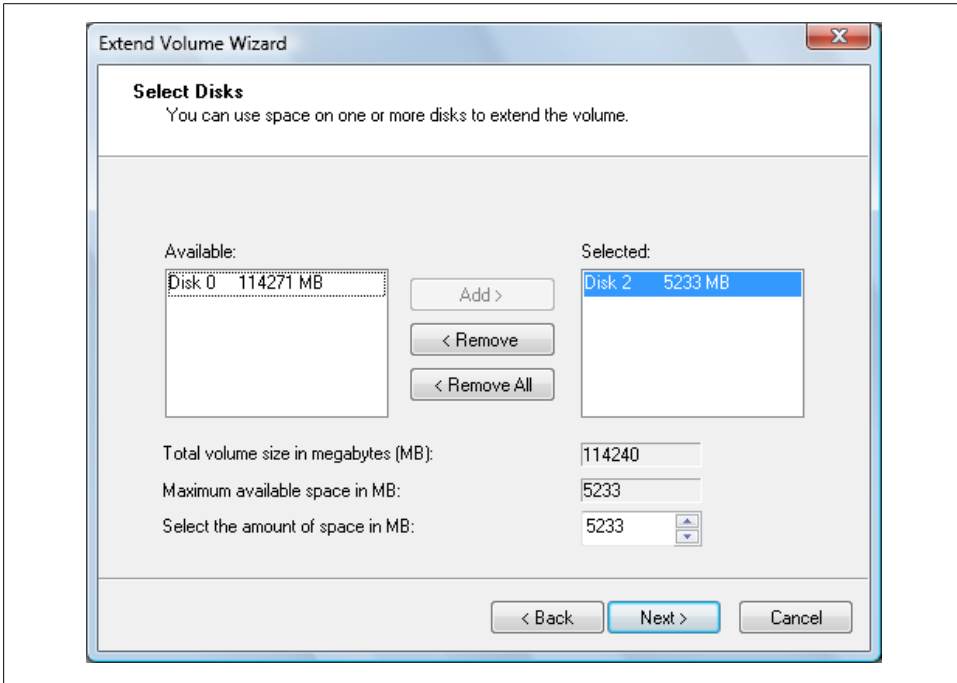 Extend Volume Wizard
Select Disks
You can use space on one or more disks to extend the volume.
Available:
Selected:
Disk 0 114271 MB
Disk 2 5233 MB
Add >
< Remove
< Remove All
Total volume size in megabytes (MB): 114240
Maximum available space in MB: 5233
Select the amount of space in MB: 5233
< Back Next > Cancel